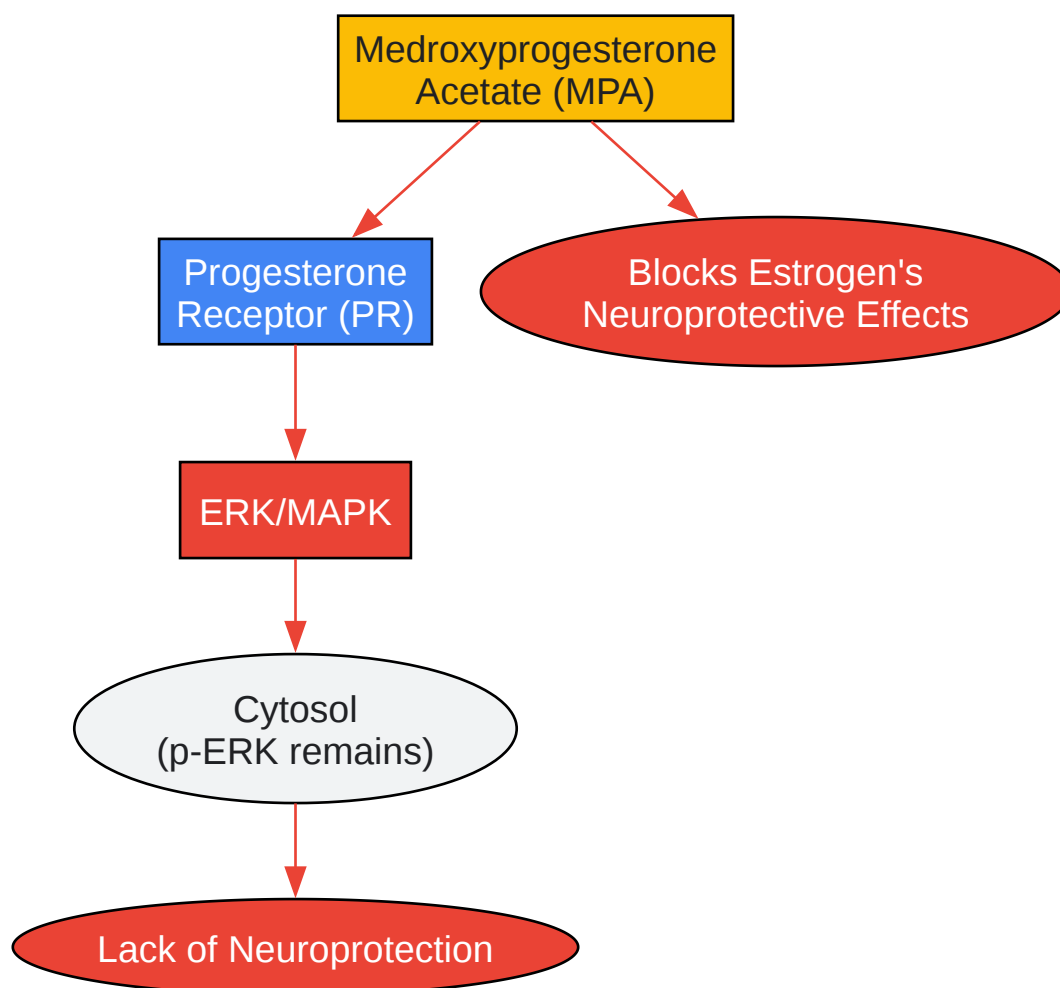 Medroxyprogesterone
Acetate (MPA)
Progesterone
Receptor (PR)
Blocks Estrogen's
Neuroprotective Effects
ERK/MAPK
Cytosol
(p-ERK remains)
Lack of Neuroprotection